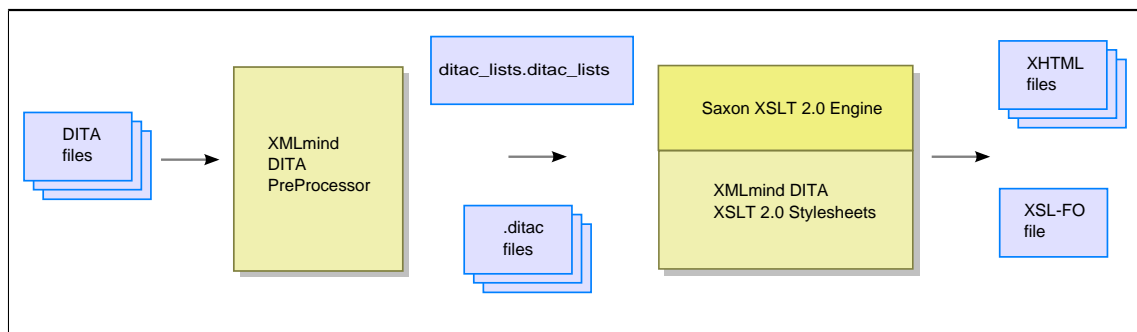 DITA
files
XMLmind
DITA
PreProcessor
ditac_lists.ditac_lists
.ditac
files
Saxon XSLT 2.0 Engine
XMLmind DITA
XSLT 2.0 Stylesheets
XHTML
files
XSL-FO
file